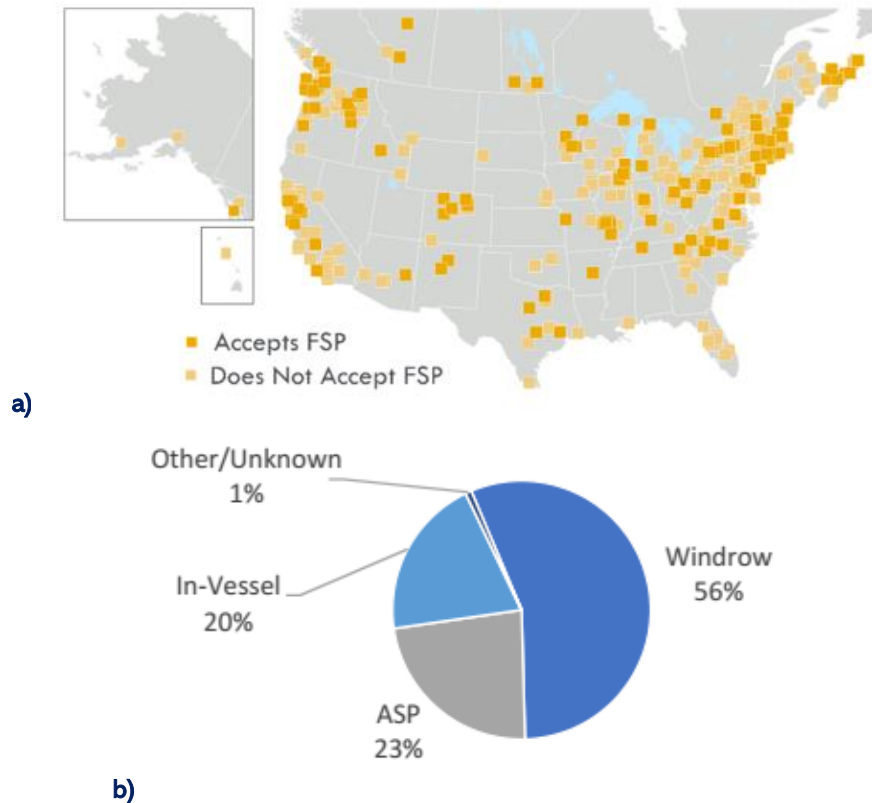 Accepts FSP
Does Not Accept FSP
a)
Other/Unknown
1%
Windrow
56%
In-Vessel
20%
ASP
23%
b)